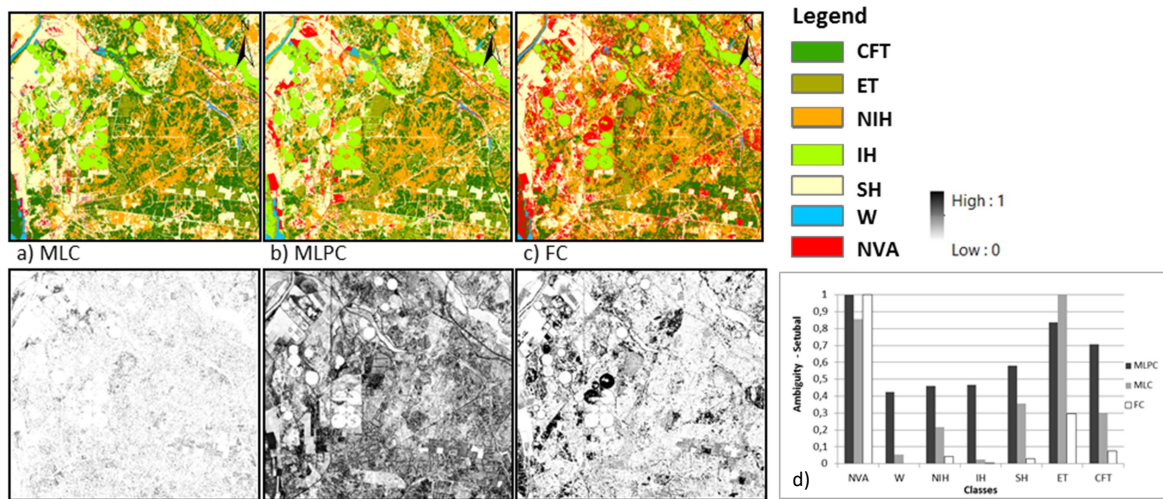 N
N
N
a) MLC
b) MLPC
c) FC
Legend
CFT
ET
NIH
IH
SH
W
NVA
High : 1
Low : 0
Ambiguity - Setubal
1
0,9
0,8
0,7
0,6
0,5
0,4
0,3
0,2
0,1
0
NVA W NIH IH SH ET CFT
Classes
MLPC
MLC
FC
d)